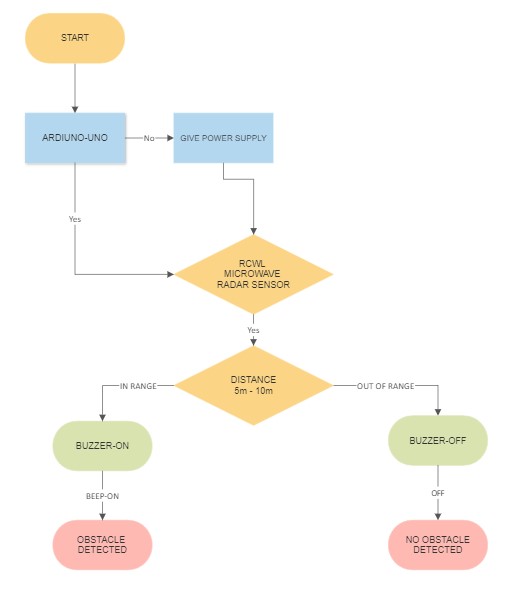 START
ARDIUNO-UNO
No
GIVE POWER SUPPLY
Yes
RCWL
MICROWAVE
RADAR SENSOR
Yes
DISTANCE
5m - 10m
IN RANGE
OUT OF RANGE
BUZZER-ON
BUZZER-OFF
BEEP-ON
OFF
OBSTACLE
DETECTED
NO OBSTACLE
DETECTED